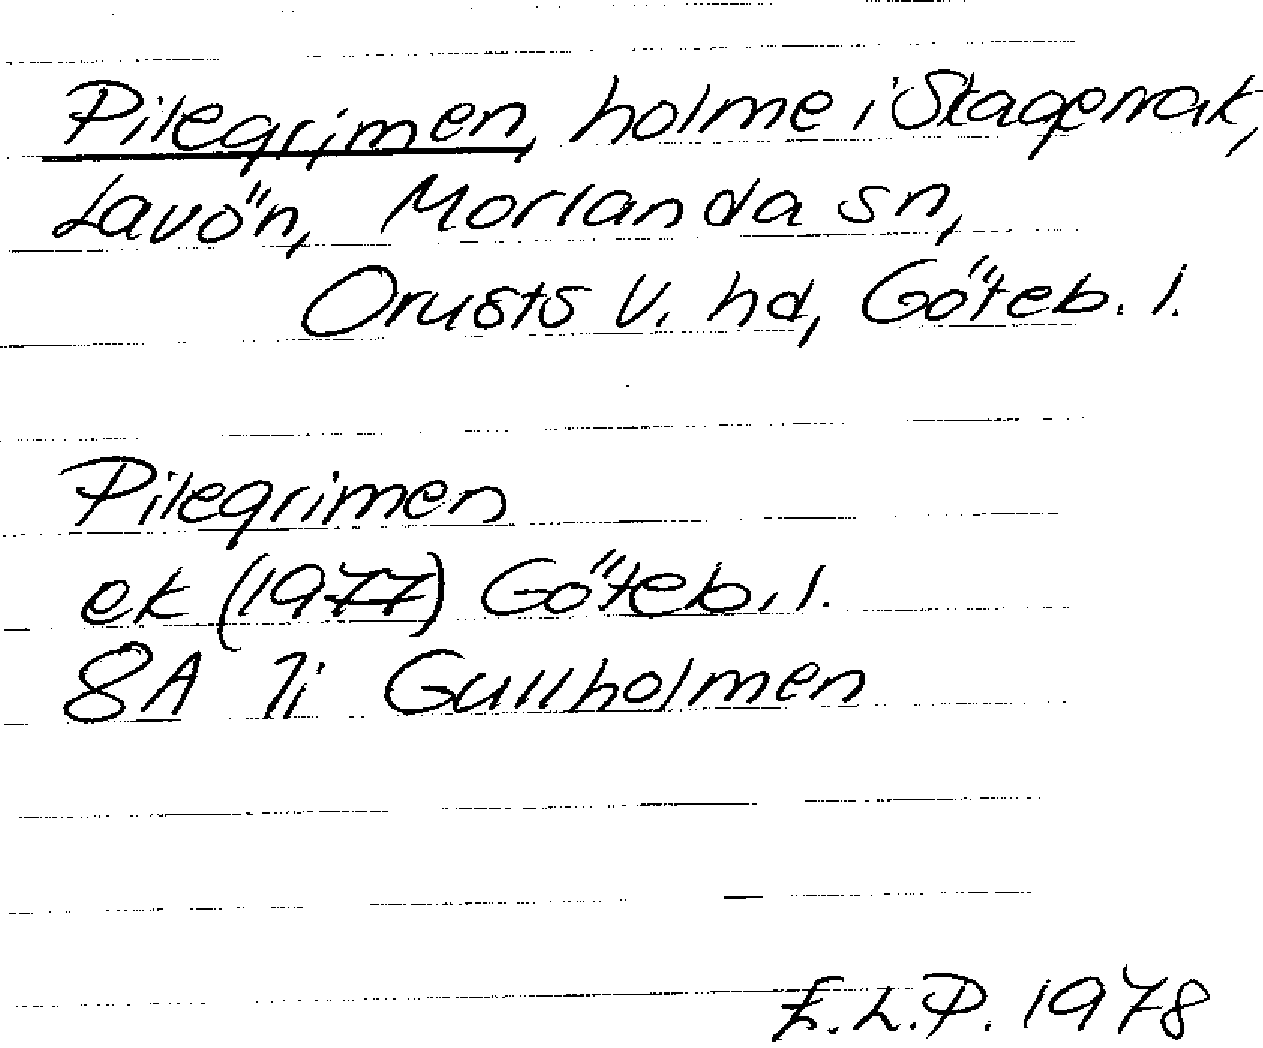 Pilegrimen, holme i Skagerrak,
Lavön, Morlanda sn,
Orusts V. hd, Göteb. l.
Pilegrimen
ek (1977) Göteb. l.
8A 7i Gullholmen
E.L.P. 1978